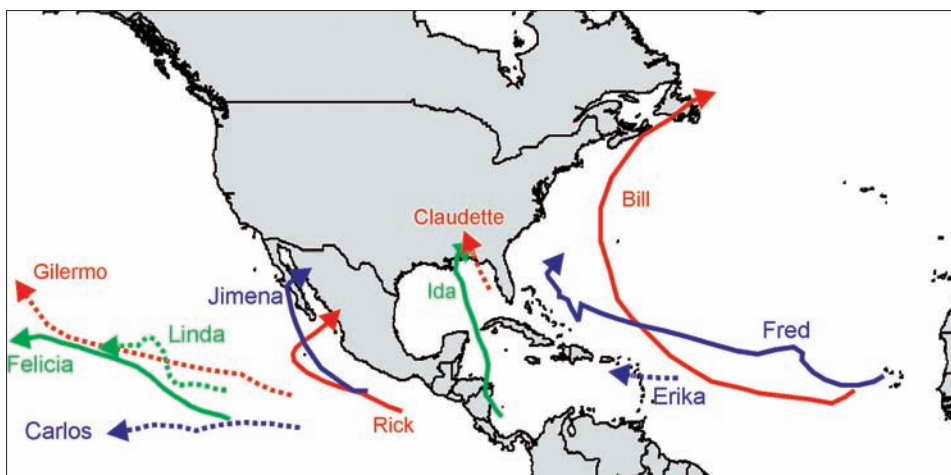 Bill
Claudette
Gilermo
Jimena
Ida
Linda
Fred
Felicia
Erika
Rick
Carlos